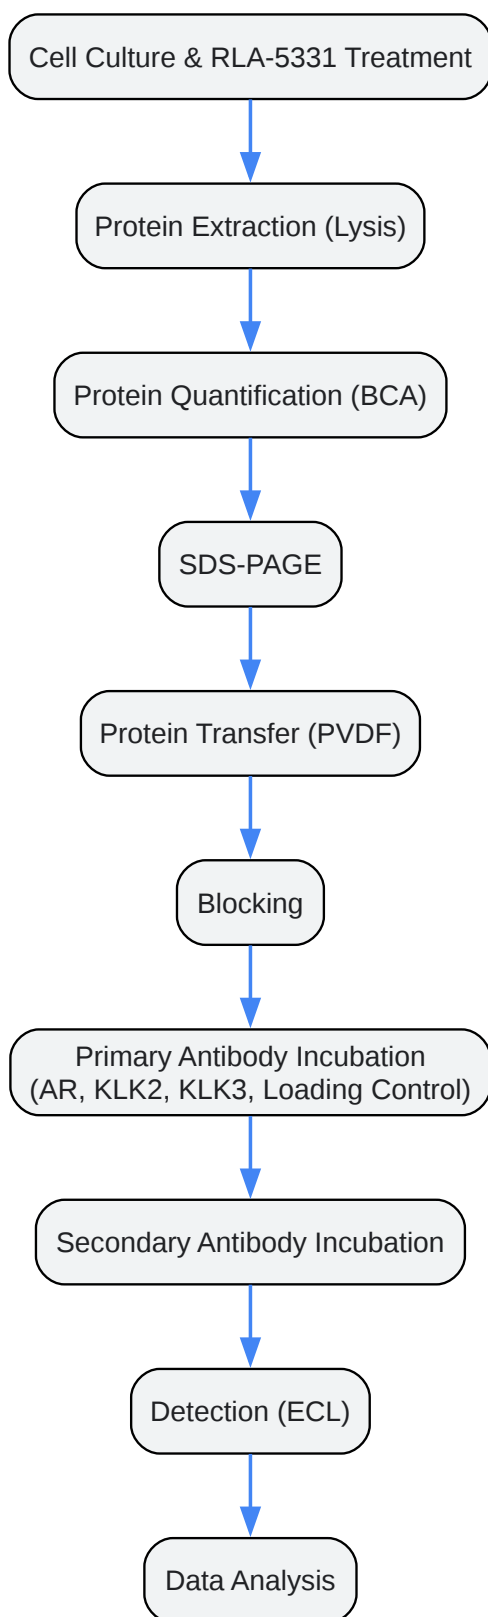 Cell Culture & RLA-5331 Treatment
Protein Extraction (Lysis)
Protein Quantification (BCA)
SDS-PAGE
Protein Transfer (PVDF)
Blocking
Primary Antibody Incubation
(AR, KLK2, KLK3, Loading Control)
Secondary Antibody Incubation
Detection (ECL)
Data Analysis